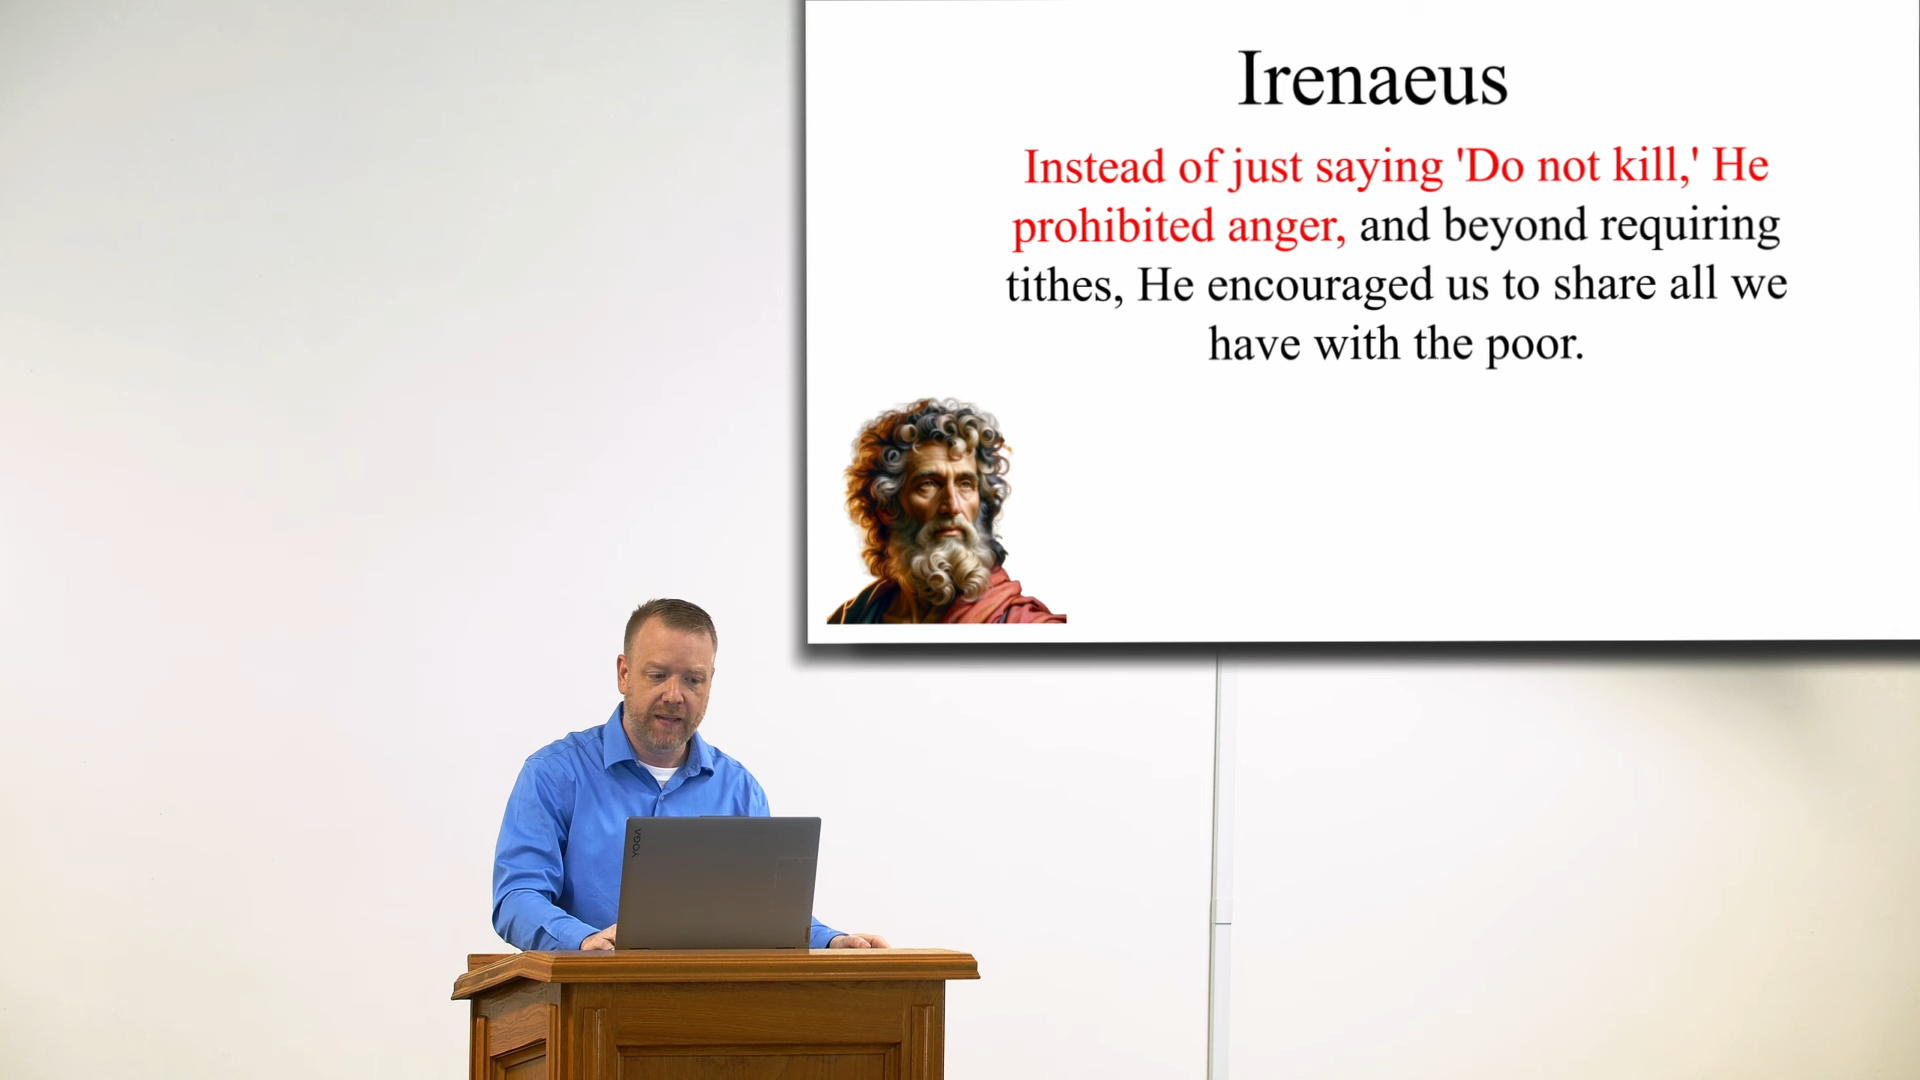 Irenaeus
Instead of just saying 'Do not kill,' He
prohibited anger, and beyond requiring
tithes, He encouraged us to share all we
have with the poor.
YOGA